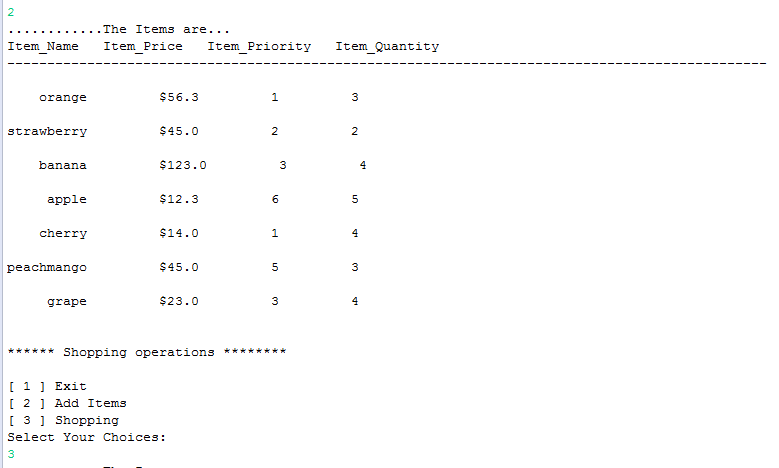 2
............The Items are...
Item_Name Item_Price Item_Priority Item_Quantity
-----------------------------------------------------------------------------------------------
orange $56.3 1 3
strawberry $45.0 2 2
banana $123.0 3 4
apple $12.3 6 5
cherry $14.0 1 4
peachmango $45.0 5 3
grape $23.0 3 4
****** Shopping operations ********
[ 1 ] Exit
[ 2 ] Add Items
[ 3 ] Shopping
Select Your Choices:
3